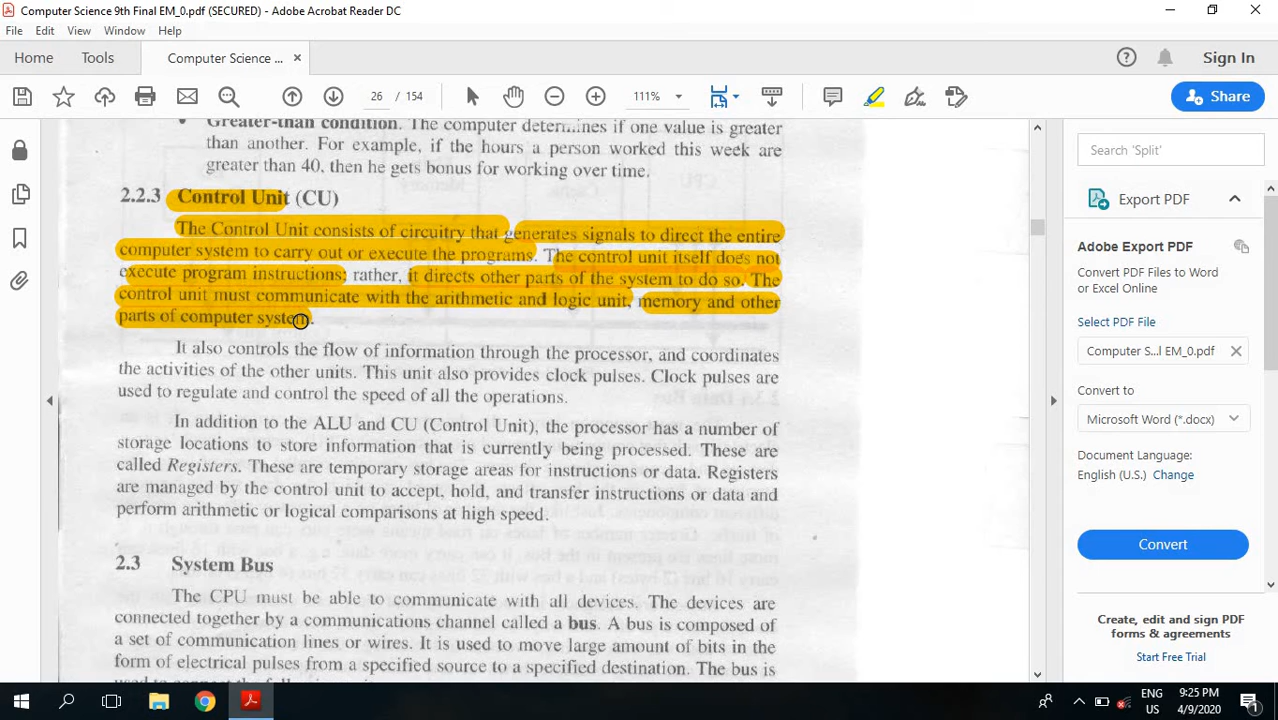 Computer Science 9th Final EM_0.pdf (SECURED) - Adobe Acrobat Reader DC
File Edit View Window Help
Home Tools Computer Science ...
Sign In
26 / 154
111%
Share
• Greater-than condition. The computer determines if one value is greater
than another. For example, if the hours a person worked this week are
greater than 40, then he gets bonus for working over time.
2.2.3 Control Unit (CU)
The Control Unit consists of circuitry that generates signals to direct the entire
computer system to carry out or execute the programs. The control unit itself does not
execute program instructions; rather, it directs other parts of the system to do so. The
control unit must communicate with the arithmetic and logic unit, memory and other
parts of computer system.
It also controls the flow of information through the processor, and coordinates
the activities of the other units. This unit also provides clock pulses. Clock pulses are
used to regulate and control the speed of all the operations.
In addition to the ALU and CU (Control Unit), the processor has a number of
storage locations to store information that is currently being processed. These are
called Registers. These are temporary storage areas for instructions or data. Registers
are managed by the control unit to accept, hold, and transfer instructions or data and
perform arithmetic or logical comparisons at high speed.
2.3 System Bus
The CPU must be able to communicate with all devices. The devices are
connected together by a communications channel called a bus. A bus is composed of
a set of communication lines or wires. It is used to move large amount of bits in the
form of electrical pulses from a specified source to a specified destination. The bus is
Search 'Split'
Export PDF
Adobe Export PDF
Convert PDF Files to Word
or Excel Online
Select PDF File
Computer S...l EM_0.pdf
Convert to
Microsoft Word (*.docx)
Document Language:
English (U.S.) Change
Convert
Create, edit and sign PDF
forms & agreements
Start Free Trial
ENG
US
9:25 PM
4/9/2020
1